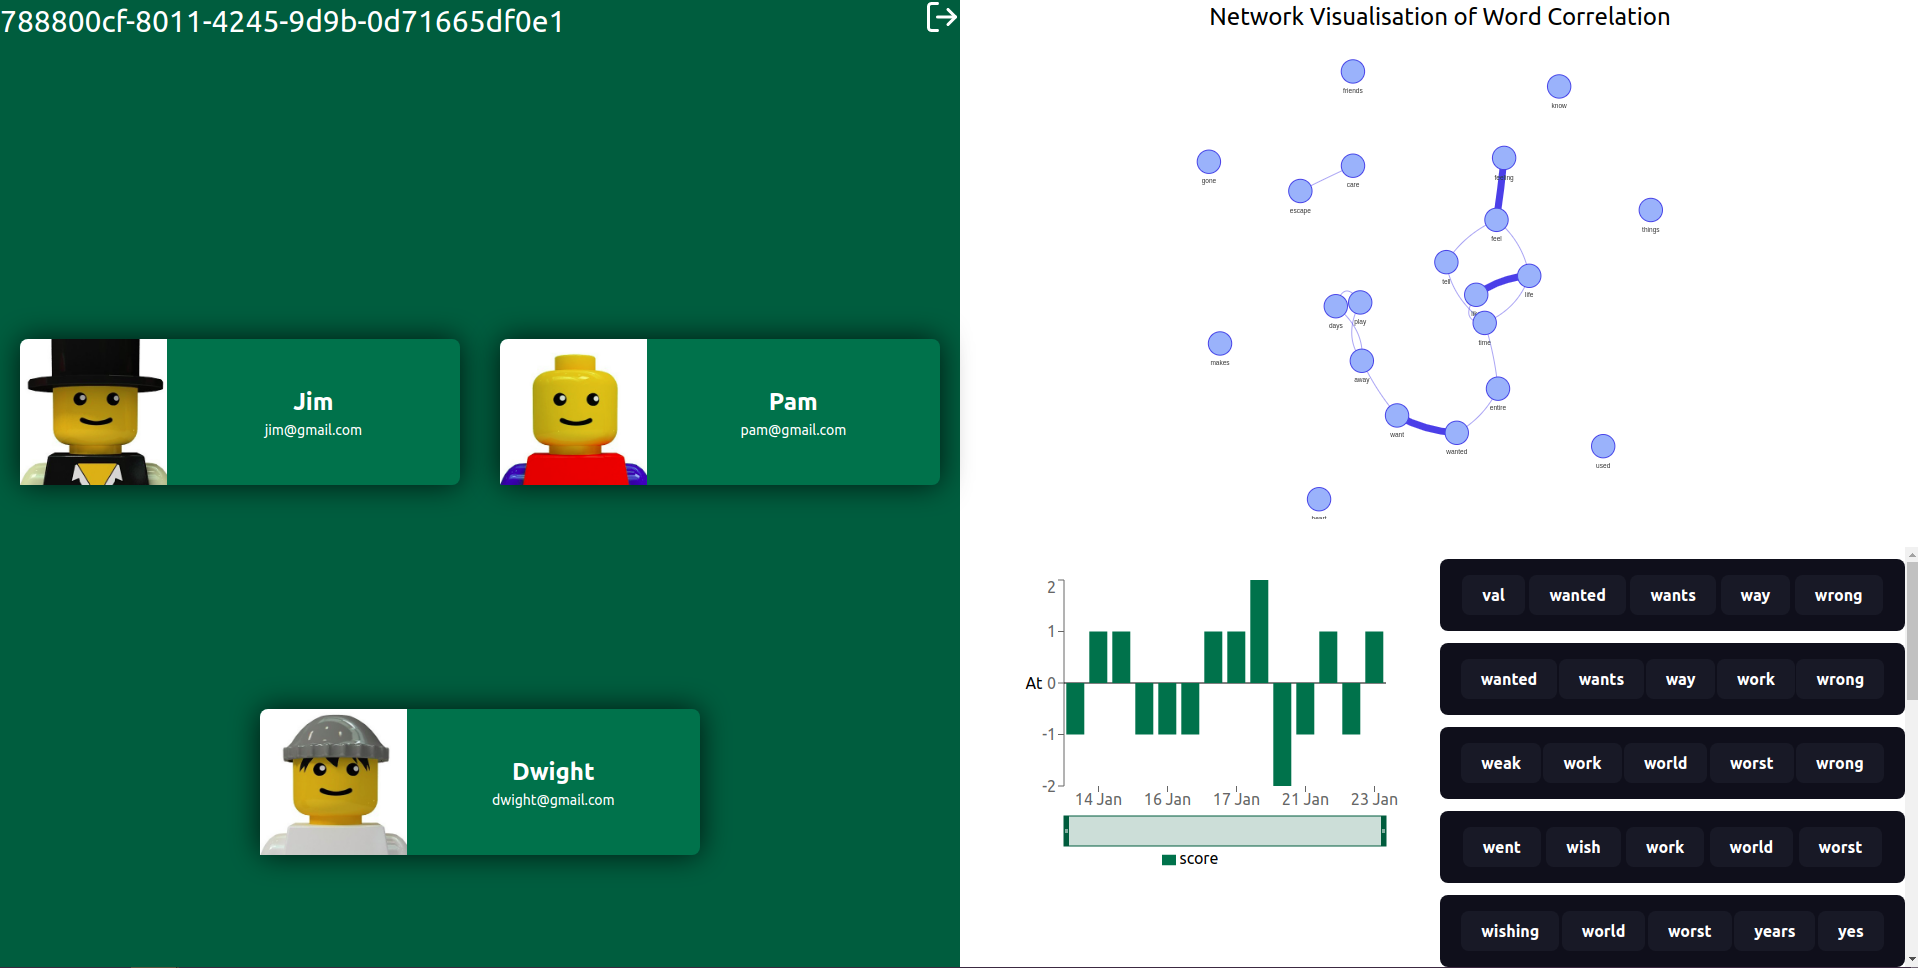 788800cf-8011-4245-9d9b-0d71665df0e1
Jim
jim@gmail.com
Pam
pam@gmail.com
Dwight
dwight@gmail.com
Network Visualisation of Word Correlation
friends
know
gone
care
escape
feeling
things
feel
tell
life
days
play
time
makes
away
entire
want
wanted
used
2
1
At 0
-1
-2
14 Jan 16 Jan 17 Jan 21 Jan 23 Jan
score
val wanted wants way wrong
wanted wants way work wrong
weak work world worst wrong
went wish work world worst
wishing world worst years yes